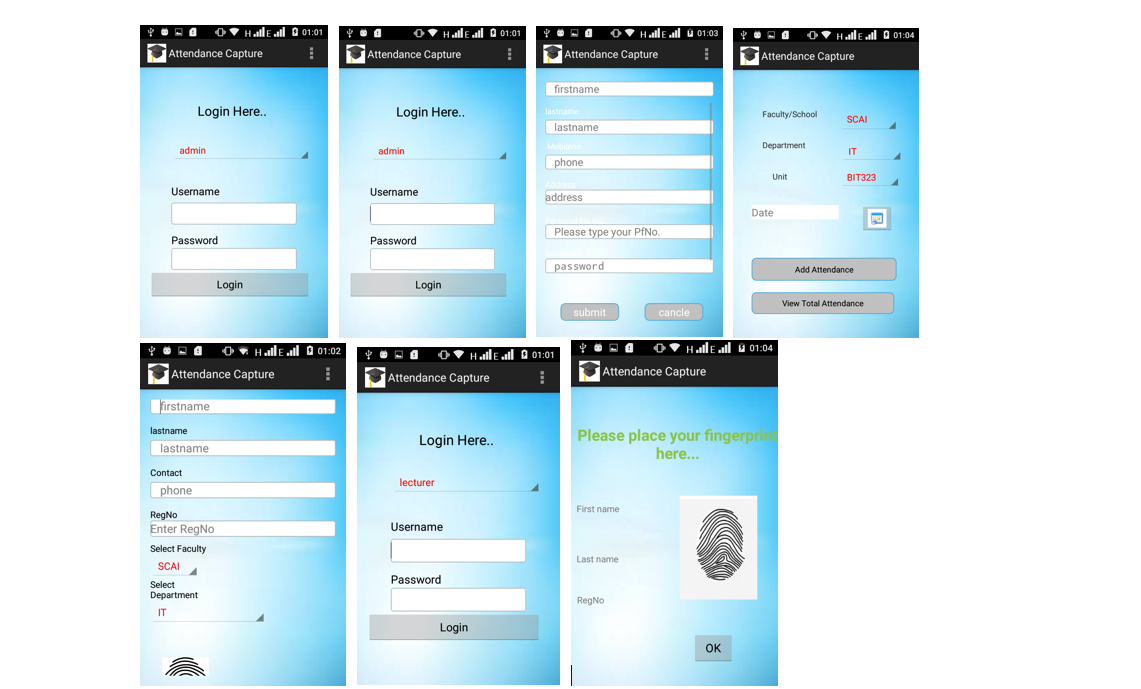 H E 01:01
Attendance Capture
Login Here..
admin
Username
Password
Login
H E 01:01
Attendance Capture
Login Here..
admin
Username
Password
Login
H E 01:03
Attendance Capture
firstname
lastname
lastname
phone
Address
address
Please type your PfNo.
password
submit
cancle
H E 01:04
Attendance Capture
Faculty/School
SCAI
Department
IT
Unit
BIT323
Date
Add Attendance
View Total Attendance
H E 01:02
Attendance Capture
firstname
lastname
lastname
Contact
phone
RegNo
Enter RegNo
Select Faculty
SCAI
Select
Department
IT
H E 01:01
Attendance Capture
Login Here..
lecturer
Username
Password
Login
H E 01:04
Attendance Capture
Please place your fingerprint
here...
First name
Last name
RegNo
OK